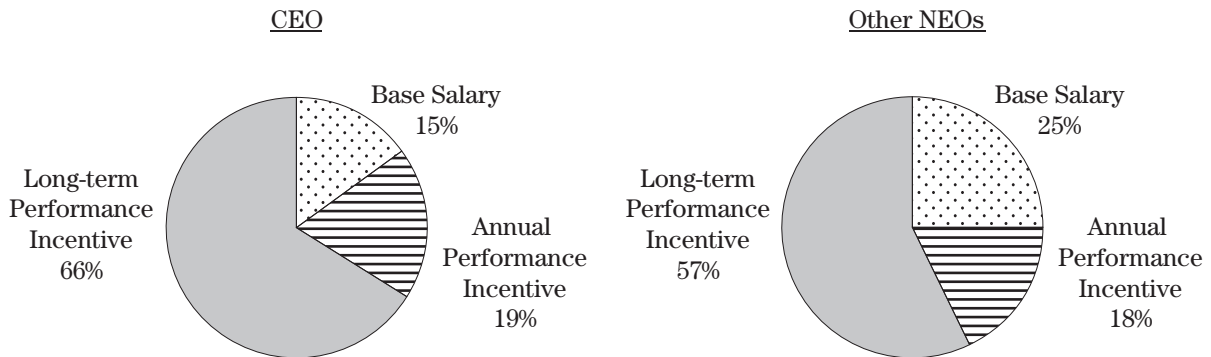 CEO
Base Salary
15%
Long-term
Performance
Incentive
66%
Annual
Performance
Incentive
19%
Other NEOs
Base Salary
25%
Long-term
Performance
Incentive
57%
Annual
Performance
Incentive
18%